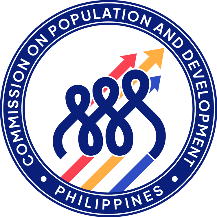 COMMISSION ON POPULATION AND DEVELOPMENT
• PHILIPPINES •